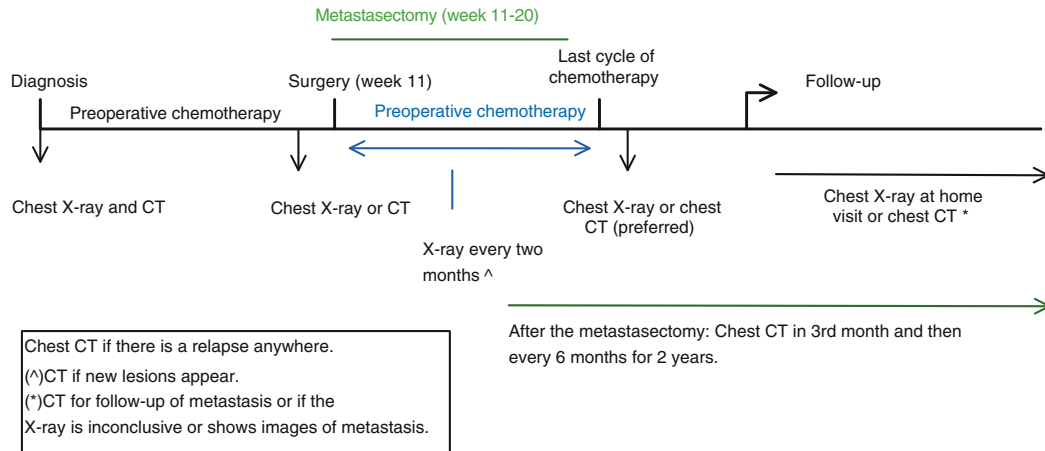 Metastasectomy (week 11-20)
Diagnosis
Surgery (week 11)
Last cycle of
chemotherapy
Follow-up
Preoperative chemotherapy
Preoperative chemotherapy
Chest X-ray and CT
Chest X-ray or CT
Chest X-ray or chest
CT (preferred)
Chest X-ray at home
visit or chest CT *
X-ray every two
months ^
After the metastasectomy: Chest CT in 3rd month and then
every 6 months for 2 years.
Chest CT if there is a relapse anywhere.
(^)CT if new lesions appear.
(*)CT for follow-up of metastasis or if the
X-ray is inconclusive or shows images of metastasis.